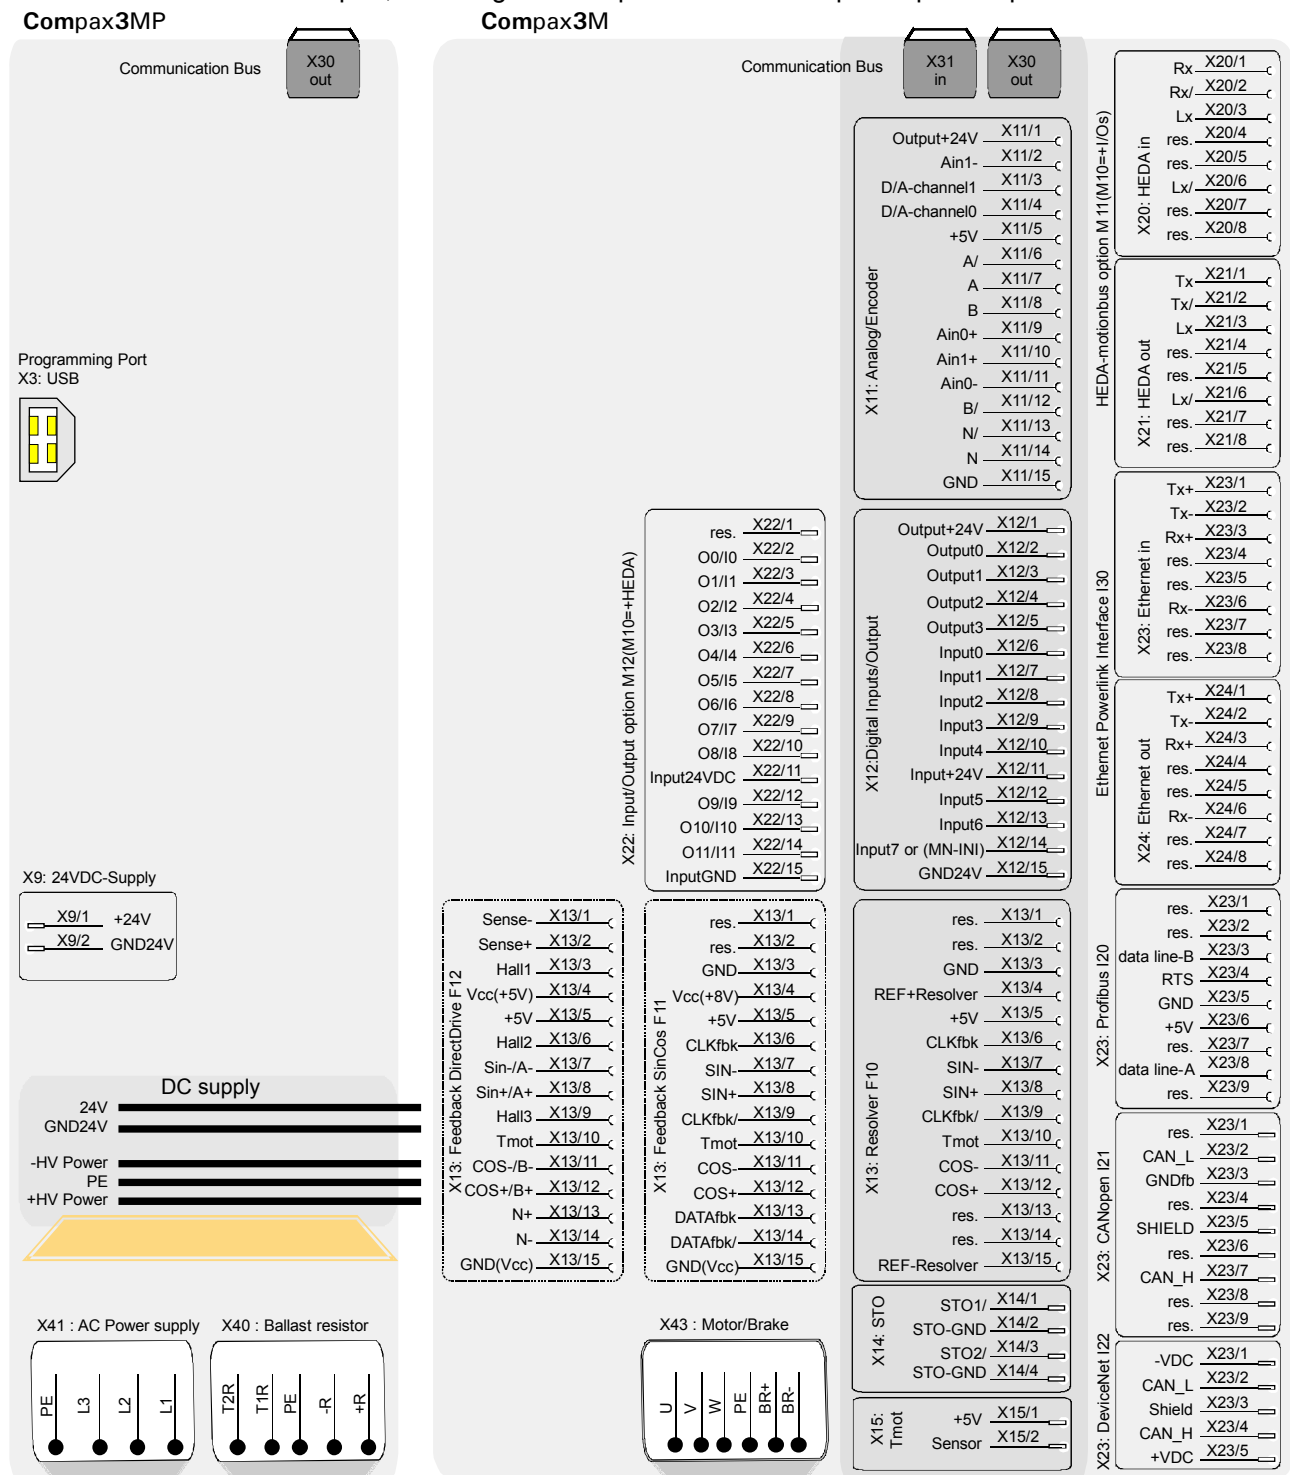 Compax3MP
Compax3M
Communication Bus
X30
out
Communication Bus
X31
in
X30
out
Programming Port
X3: USB
X9: 24VDC-Supply
X9/1 +24V
X9/2 GND24V
DC supply
24V
GND24V
-HV Power
PE
+HV Power
X41 : AC Power supply
PE
L3
L2
L1
X40 : Ballast resistor
T2R
T1R
PE
-R
+R
X22: Input/Output option M12(M10=+HEDA)
res. X22/1
O0/I0 X22/2
O1/I1 X22/3
O2/I2 X22/4
O3/I3 X22/5
O4/I4 X22/6
O5/I5 X22/7
O6/I6 X22/8
O7/I7 X22/9
O8/I8 X22/10
Input24VDC X22/11
O9/I9 X22/12
O10/I10 X22/13
O11/I11 X22/14
InputGND X22/15
X13: Feedback DirectDrive F12
Sense- X13/1
Sense+ X13/2
Hall1 X13/3
Vcc(+5V) X13/4
+5V X13/5
Hall2 X13/6
Sin-/A- X13/7
Sin+/A+ X13/8
Hall3 X13/9
Tmot X13/10
COS-/B- X13/11
COS+/B+ X13/12
N+ X13/13
N- X13/14
GND(Vcc) X13/15
X13: Feedback SinCos F11
res. X13/1
res. X13/2
GND X13/3
Vcc(+8V) X13/4
+5V X13/5
CLKfbk X13/6
SIN- X13/7
SIN+ X13/8
CLKfbk/ X13/9
Tmot X13/10
COS- X13/11
COS+ X13/12
DATAfbk X13/13
DATAfbk/ X13/14
GND(Vcc) X13/15
X43 : Motor/Brake
U
V
W
PE
BR+
BR-
X11: Analog/Encoder
Output+24V X11/1
Ain1- X11/2
D/A-channel1 X11/3
D/A-channel0 X11/4
+5V X11/5
A/ X11/6
A X11/7
B X11/8
Ain0+ X11/9
Ain1+ X11/10
Ain0- X11/11
B/ X11/12
N/ X11/13
N X11/14
GND X11/15
X12:Digital Inputs/Output
Output+24V X12/1
Output0 X12/2
Output1 X12/3
Output2 X12/4
Output3 X12/5
Input0 X12/6
Input1 X12/7
Input2 X12/8
Input3 X12/9
Input4 X12/10
Input+24V X12/11
Input5 X12/12
Input6 X12/13
Input7 or (MN-INI) X12/14
GND24V X12/15
X13: Resolver F10
res. X13/1
res. X13/2
GND X13/3
REF+Resolver X13/4
+5V X13/5
CLKfbk X13/6
SIN- X13/7
SIN+ X13/8
CLKfbk/ X13/9
Tmot X13/10
COS- X13/11
COS+ X13/12
res. X13/13
res. X13/14
REF-Resolver X13/15
X14: STO
STO1/ X14/1
STO-GND X14/2
STO2/ X14/3
STO-GND X14/4
X15:
Tmot
+5V X15/1
Sensor X15/2
HEDA-motionbus option M 11(M10=+I/Os)
X20: HEDA in
Rx X20/1
Rx/ X20/2
Lx X20/3
res. X20/4
res. X20/5
Lx/ X20/6
res. X20/7
res. X20/8
X21: HEDA out
Tx X21/1
Tx/ X21/2
Lx X21/3
res. X21/4
res. X21/5
Lx/ X21/6
res. X21/7
res. X21/8
Ethernet Powerlink Interface I30
X23: Ethernet in
Tx+ X23/1
Tx- X23/2
Rx+ X23/3
res. X23/4
res. X23/5
Rx- X23/6
res. X23/7
res. X23/8
X24: Ethernet out
Tx+ X24/1
Tx- X24/2
Rx+ X24/3
res. X24/4
res. X24/5
Rx- X24/6
res. X24/7
res. X24/8
X23: Profibus I20
res. X23/1
res. X23/2
data line-B X23/3
RTS X23/4
GND X23/5
+5V X23/6
res. X23/7
data line-A X23/8
res. X23/9
X23: CANopen I21
res. X23/1
CAN_L X23/2
GNDfb X23/3
res. X23/4
SHIELD X23/5
res. X23/6
CAN_H X23/7
res. X23/8
res. X23/9
X23: DeviceNet I22
-VDC X23/1
CAN_L X23/2
Shield X23/3
CAN_H X23/4
+VDC X23/5